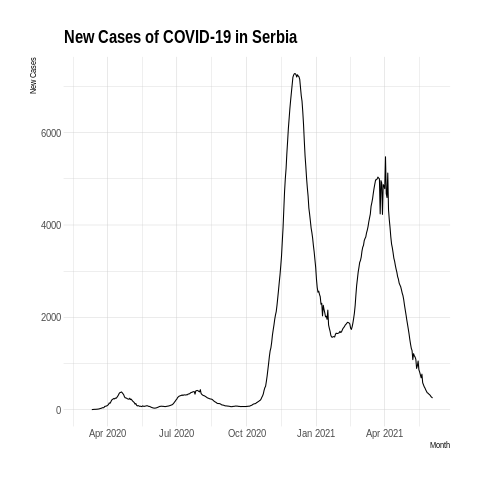 New Cases of COVID-19 in Serbia
New Cases
6000
4000
2000
0
Apr 2020 Jul 2020 Oct 2020 Jan 2021 Apr 2021
Month